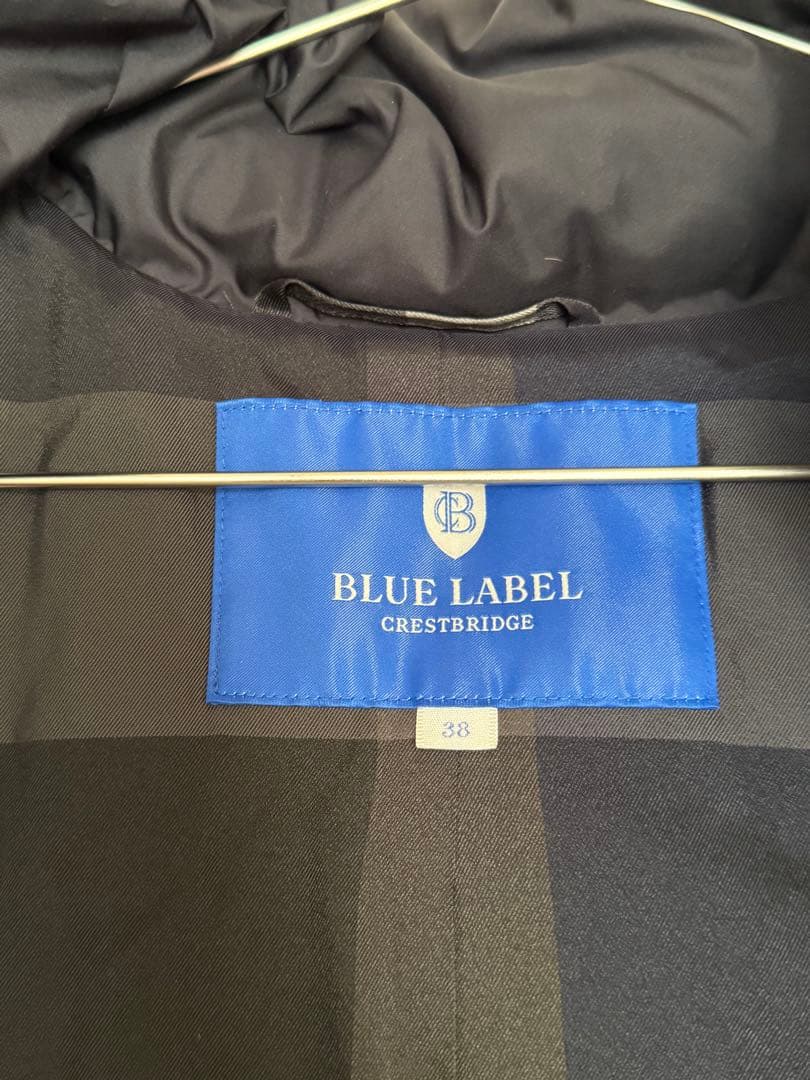 CB
BLUE LABEL
CRESTBRIDGE
38